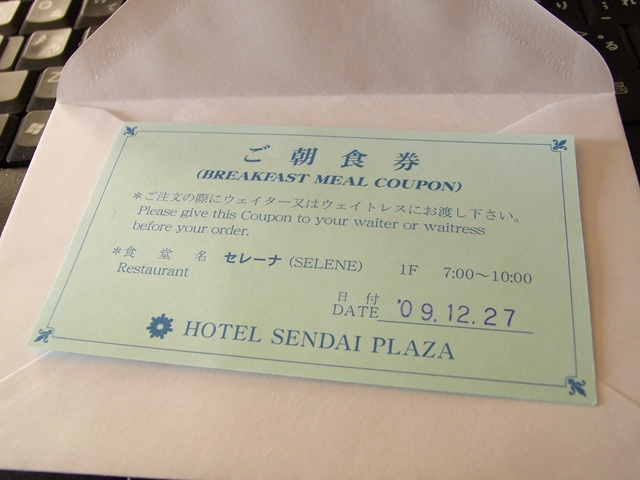 ご朝食券
(BREAKFAST MEAL COUPON)
*ご注文の際にウェイター又はウェイトレスにお渡し下さい。
Please give this Coupon to your waiter or waitress
before your order.
*食 堂 名 セレーナ (SELENE) 1F 7:00～10:00
Restaurant
日 付
DATE '09.12.27
HOTEL SENDAI PLAZA